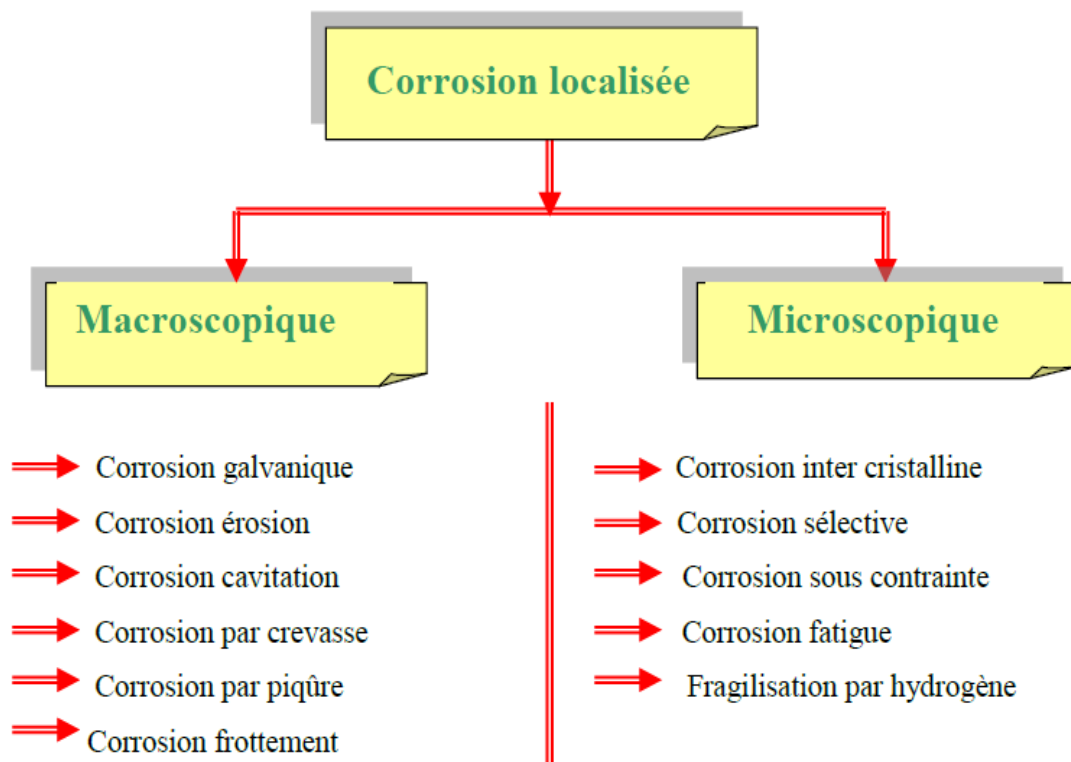 Corrosion localisée
Macroscopique
Microscopique
Corrosion galvanique
Corrosion érosion
Corrosion cavitation
Corrosion par crevasse
Corrosion par piqûre
Corrosion frottement
Corrosion inter cristalline
Corrosion sélective
Corrosion sous contrainte
Corrosion fatigue
Fragilisation par hydrogène